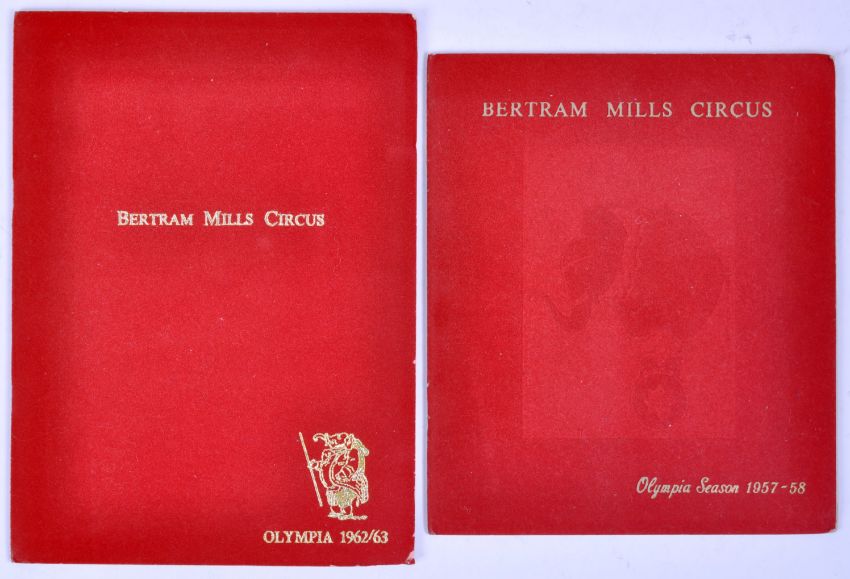 BERTRAM MILLS CIRCUS
OLYMPIA 1962/63
BERTRAM MILLS CIRCUS
Olympia Season 1957-58